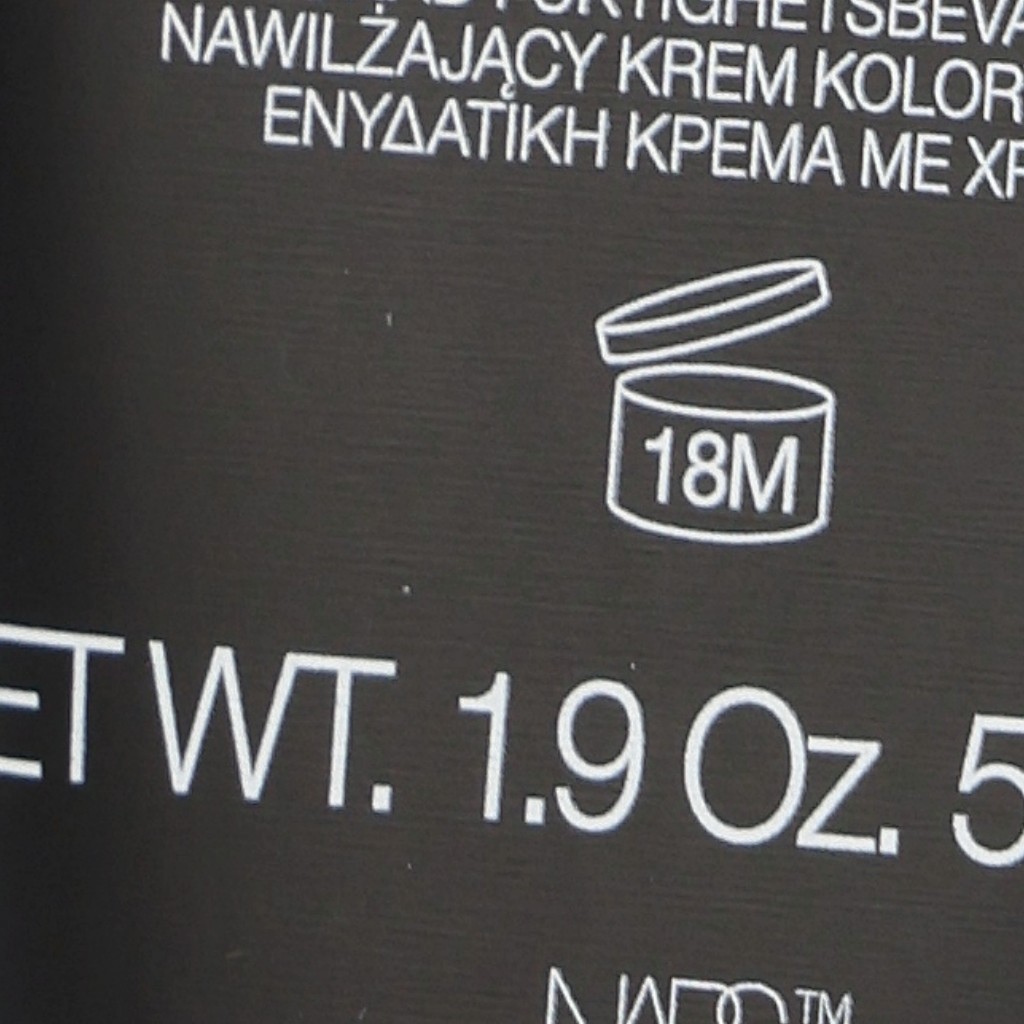 NAWILŻAJĄCY KREM KOLOR
ΕΝΥΔΑΤΙΚΗ ΚΡΕΜΑ ΜΕ ΧΡ
18M
ET WT. 1.9 Oz. 5